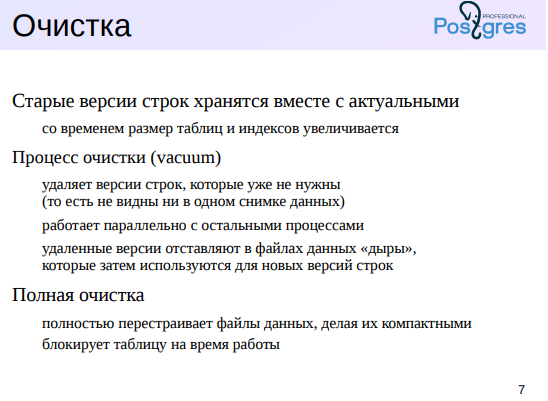 Очистка
PROFESSIONAL
Postgres
Старые версии строк хранятся вместе с актуальными
со временем размер таблиц и индексов увеличивается
Процесс очистки (vacuum)
удаляет версии строк, которые уже не нужны
(то есть не видны ни в одном снимке данных)
работает параллельно с остальными процессами
удаленные версии отставляют в файлах данных «дыры»,
которые затем используются для новых версий строк
Полная очистка
полностью перестраивает файлы данных, делая их компактными
блокирует таблицу на время работы
7